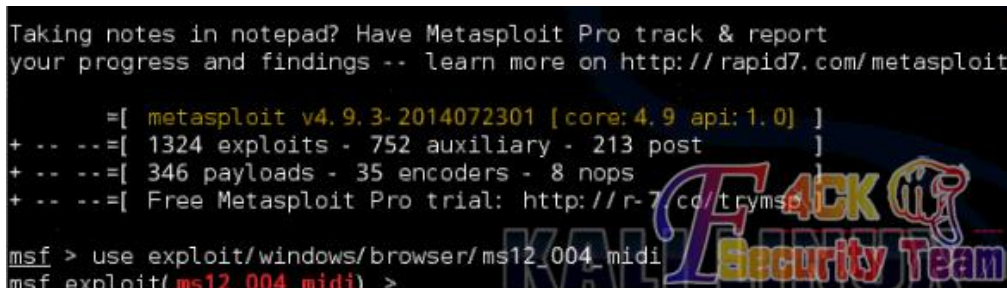 Taking notes in notepad? Have Metasploit Pro track & report
your progress and findings -- learn more on http://rapid7.com/metasploit
=[ metasploit v4.9.3-2014072301 [core:4.9 api:1.0] ]
+ -- --=[ 1324 exploits - 752 auxiliary - 213 post ]
+ -- --=[ 346 payloads - 35 encoders - 8 nops ]
+ -- --=[ Free Metasploit Pro trial: http://r-7.co/trymsp ]
msf > use exploit/windows/browser/ms12_004_midi
msf exploit(ms12_004_midi) >
F4CK
Security Team
KALI LINUX